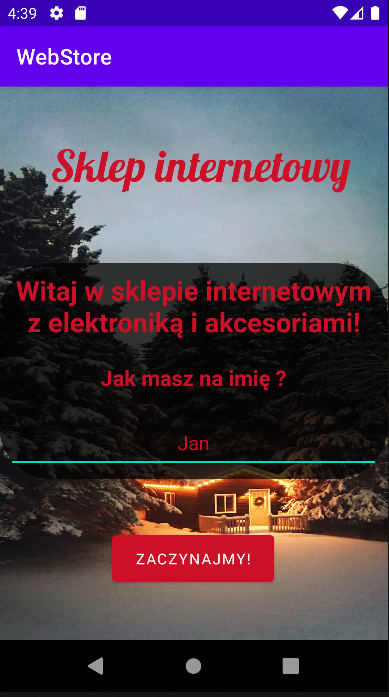 4:39
WebStore
Sklep internetowy
Witaj w sklepie internetowym
z elektroniką i akcesoriami!
Jak masz na imię ?
Jan
ZACZYNAJMY!